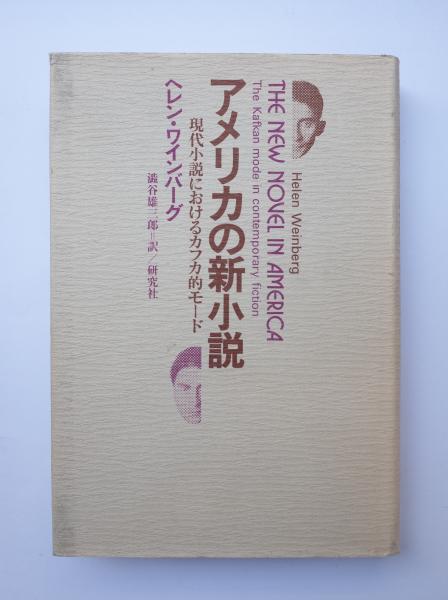 Helen Weinberg
THE NEW NOVEL IN AMERICA
The Kafkan mode in contemporary fiction
アメリカの新小説
現代小説におけるカフカ的モード
ヘレン・ワインバーグ
澁谷雄三郎=訳/研究社